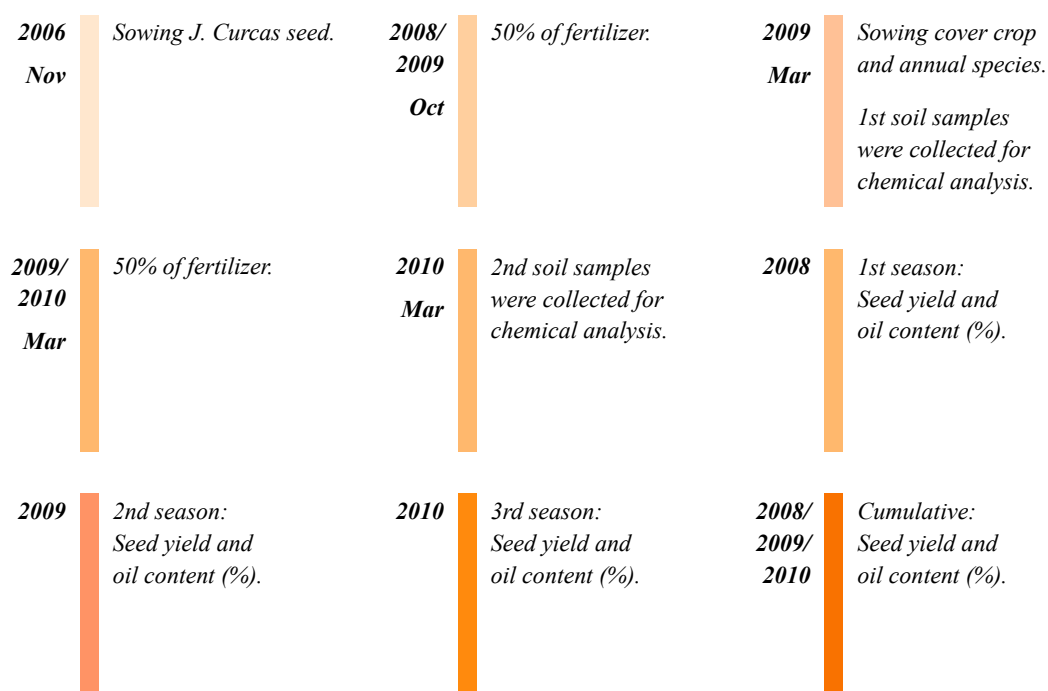 2006
Nov
Sowing J. Curcas seed.
2008/
2009
Oct
50% of fertilizer.
2009
Mar
Sowing cover crop
and annual species.
1st soil samples
were collected for
chemical analysis.
2009/
2010
Mar
50% of fertilizer.
2010
Mar
2nd soil samples
were collected for
chemical analysis.
2008
1st season:
Seed yield and
oil content (%).
2009
2nd season:
Seed yield and
oil content (%).
2010
3rd season:
Seed yield and
oil content (%).
2008/
2009/
2010
Cumulative:
Seed yield and
oil content (%).